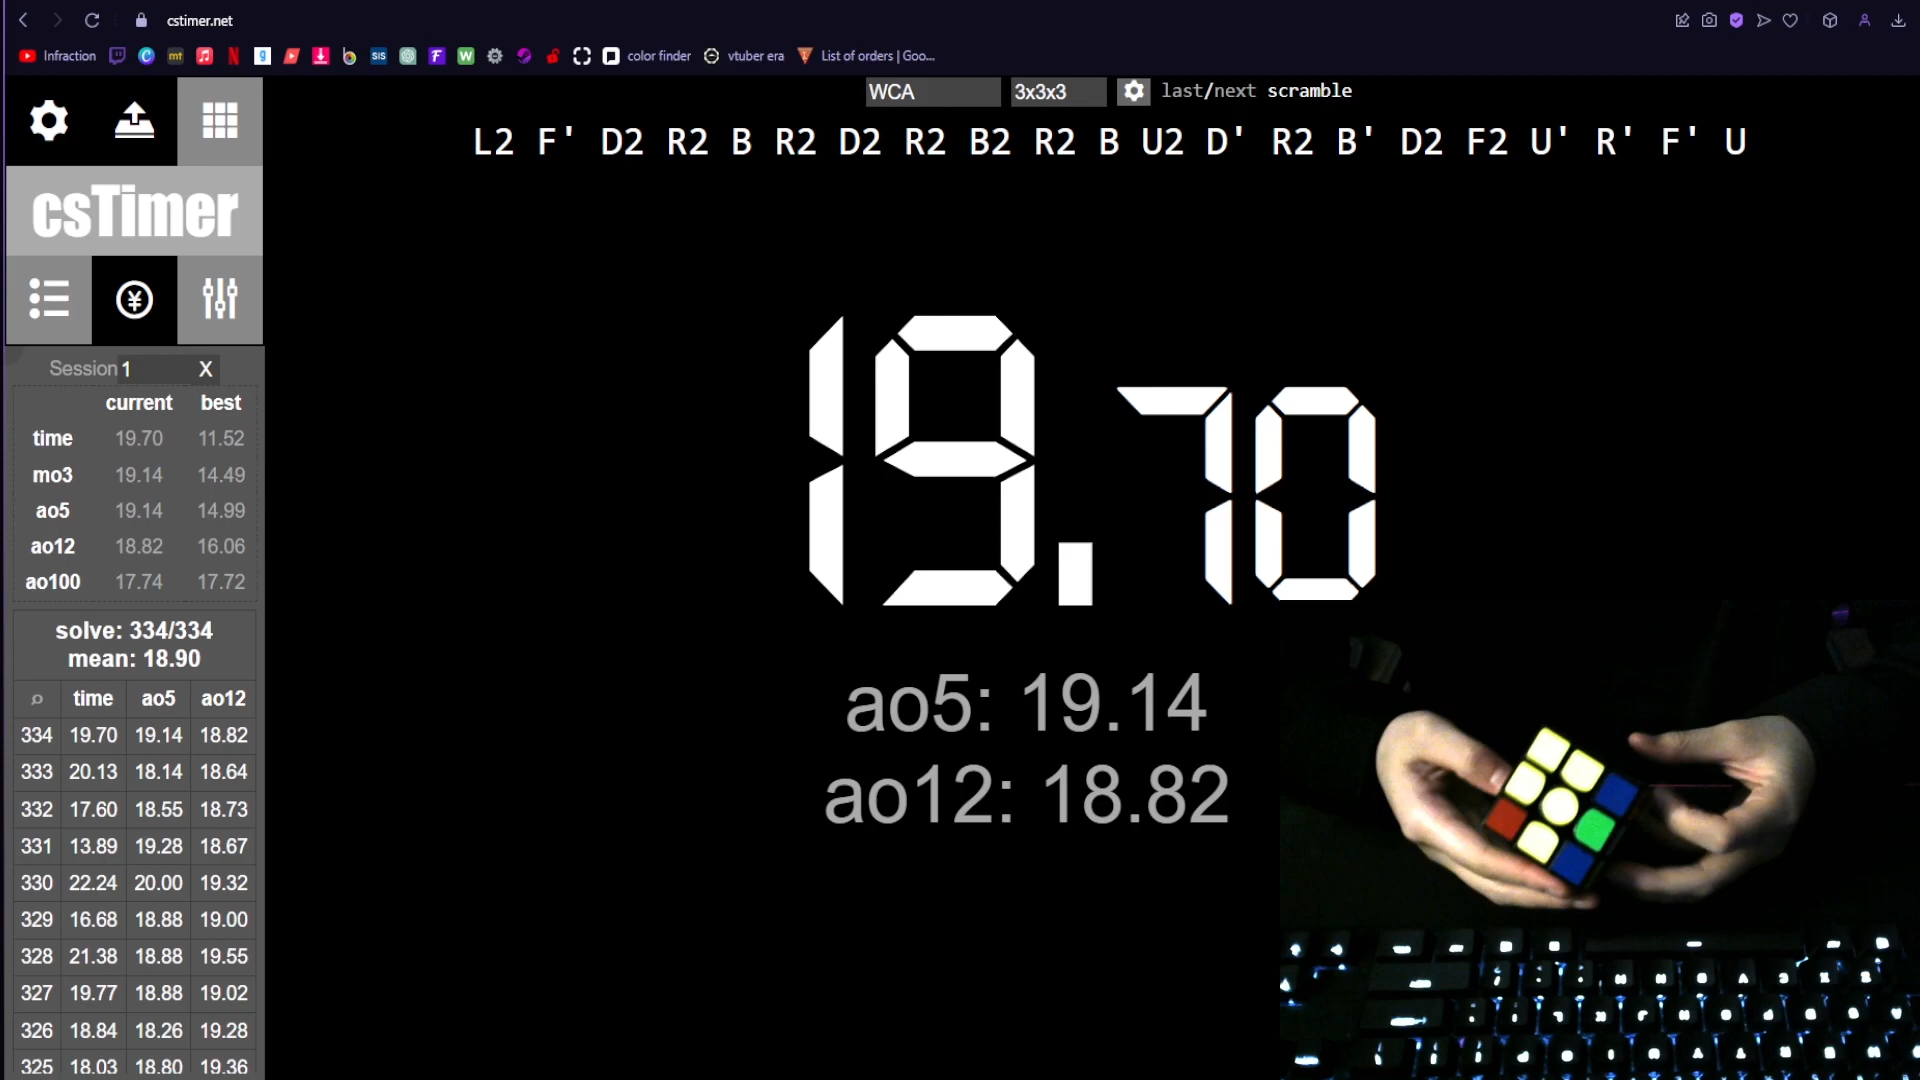 cstimer.net
Infraction
mt
SIS
color finder
vtuber era
List of orders | Goo...
WCA
3x3x3
last/next scramble
L2 F' D2 R2 B R2 D2 R2 B2 R2 B U2 D' R2 B' D2 F2 U' R' F' U
csTimer
Session 1 X
current best
time 19.70 11.52
mo3 19.14 14.49
ao5 19.14 14.99
ao12 18.82 16.06
ao100 17.74 17.72
solve: 334/334
mean: 18.90
time ao5 ao12
334 19.70 19.14 18.82
333 20.13 18.14 18.64
332 17.60 18.55 18.73
331 13.89 19.28 18.67
330 22.24 20.00 19.32
329 16.68 18.88 19.00
328 21.38 18.88 19.55
327 19.77 18.88 19.02
326 18.84 18.26 19.28
325 18.03 18.80 19.36
19.70
ao5: 19.14
ao12: 18.82